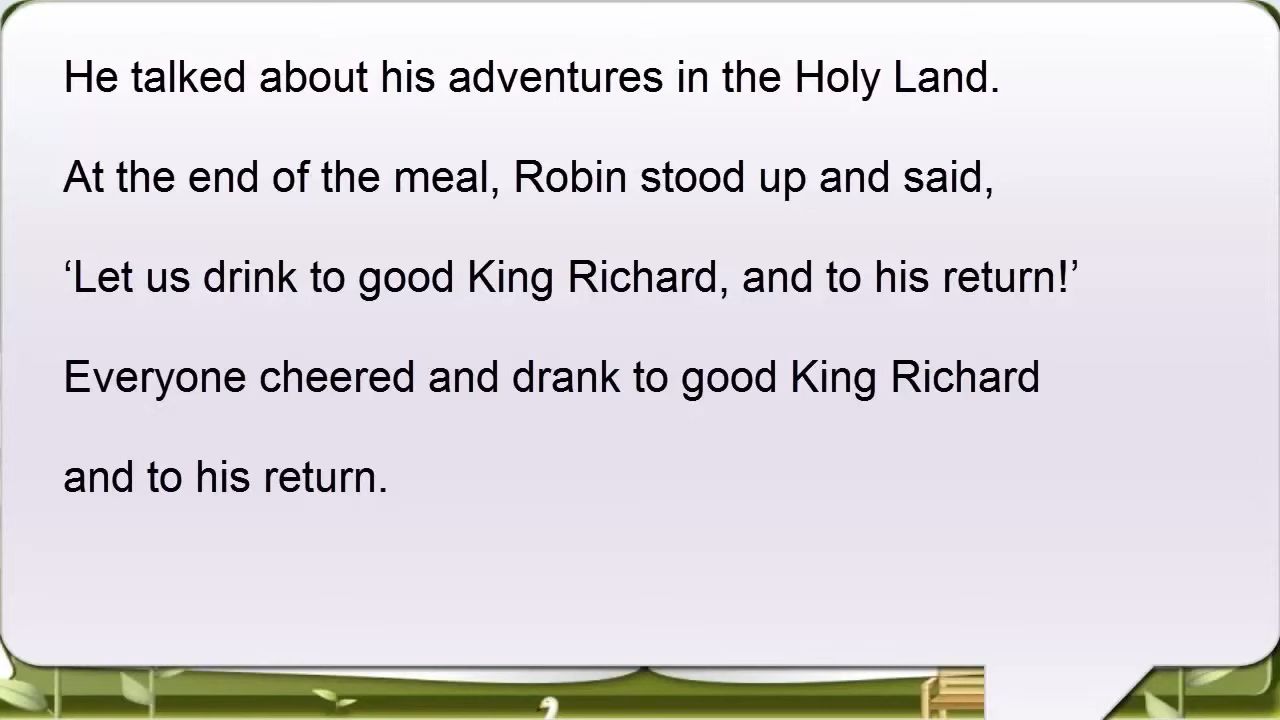 He talked about his adventures in the Holy Land.
At the end of the meal, Robin stood up and said,
‘Let us drink to good King Richard, and to his return!’
Everyone cheered and drank to good King Richard
and to his return.